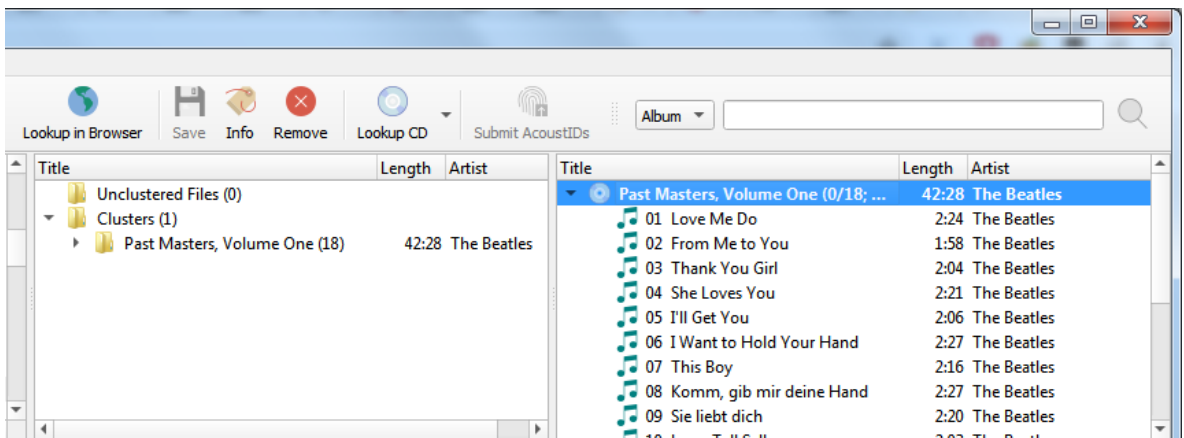 Lookup in Browser Save Info Remove Lookup CD Submit AcoustIDs Album
Title Length Artist
Unclustered Files (0)
Clusters (1)
Past Masters, Volume One (18) 42:28 The Beatles
Title Length Artist
Past Masters, Volume One (0/18; ... 42:28 The Beatles
01 Love Me Do 2:24 The Beatles
02 From Me to You 1:58 The Beatles
03 Thank You Girl 2:04 The Beatles
04 She Loves You 2:21 The Beatles
05 I'll Get You 2:06 The Beatles
06 I Want to Hold Your Hand 2:27 The Beatles
07 This Boy 2:16 The Beatles
08 Komm, gib mir deine Hand 2:27 The Beatles
09 Sie liebt dich 2:20 The Beatles